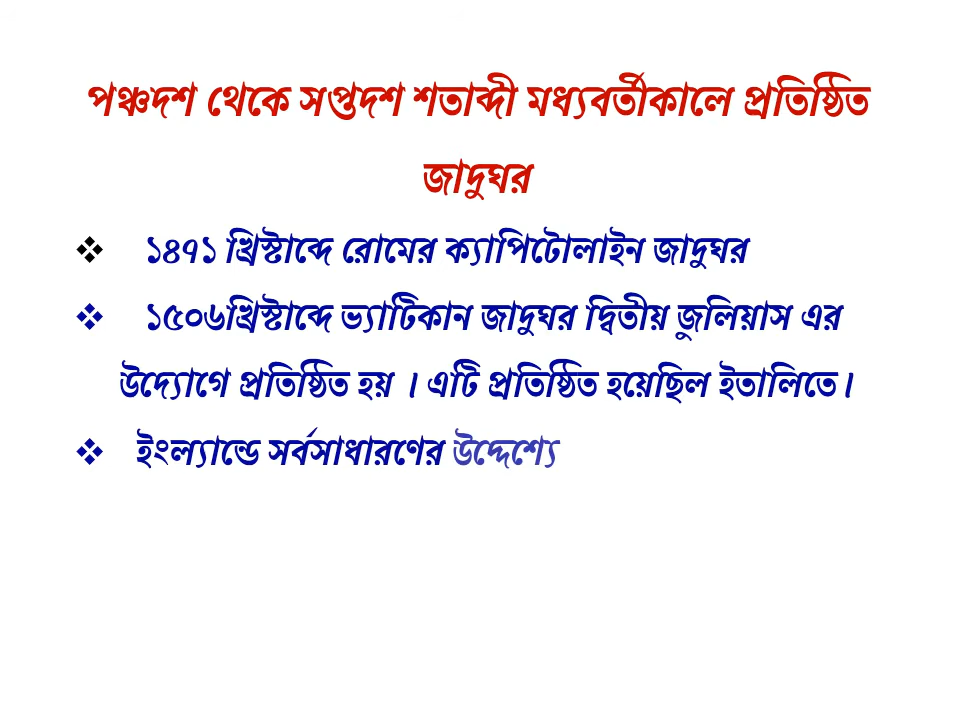 পঞ্চদশ থেকে সপ্তদশ শতাব্দী মধ্যবর্তীকালে প্রতিষ্ঠিত
জাদুঘর
❖ ১৪৭১ খ্রিস্টাব্দে রোমের ক্যাপিটোলাইন জাদুঘর
❖ ১৫০৬খ্রিস্টাব্দে ভ্যাটিকান জাদুঘর দ্বিতীয় জুলিয়াস এর
উদ্যোগে প্রতিষ্ঠিত হয় । এটি প্রতিষ্ঠিত হয়েছিল ইতালিতে।
❖ ইংল্যান্ডে সর্বসাধারণের উদ্দেশ্যে